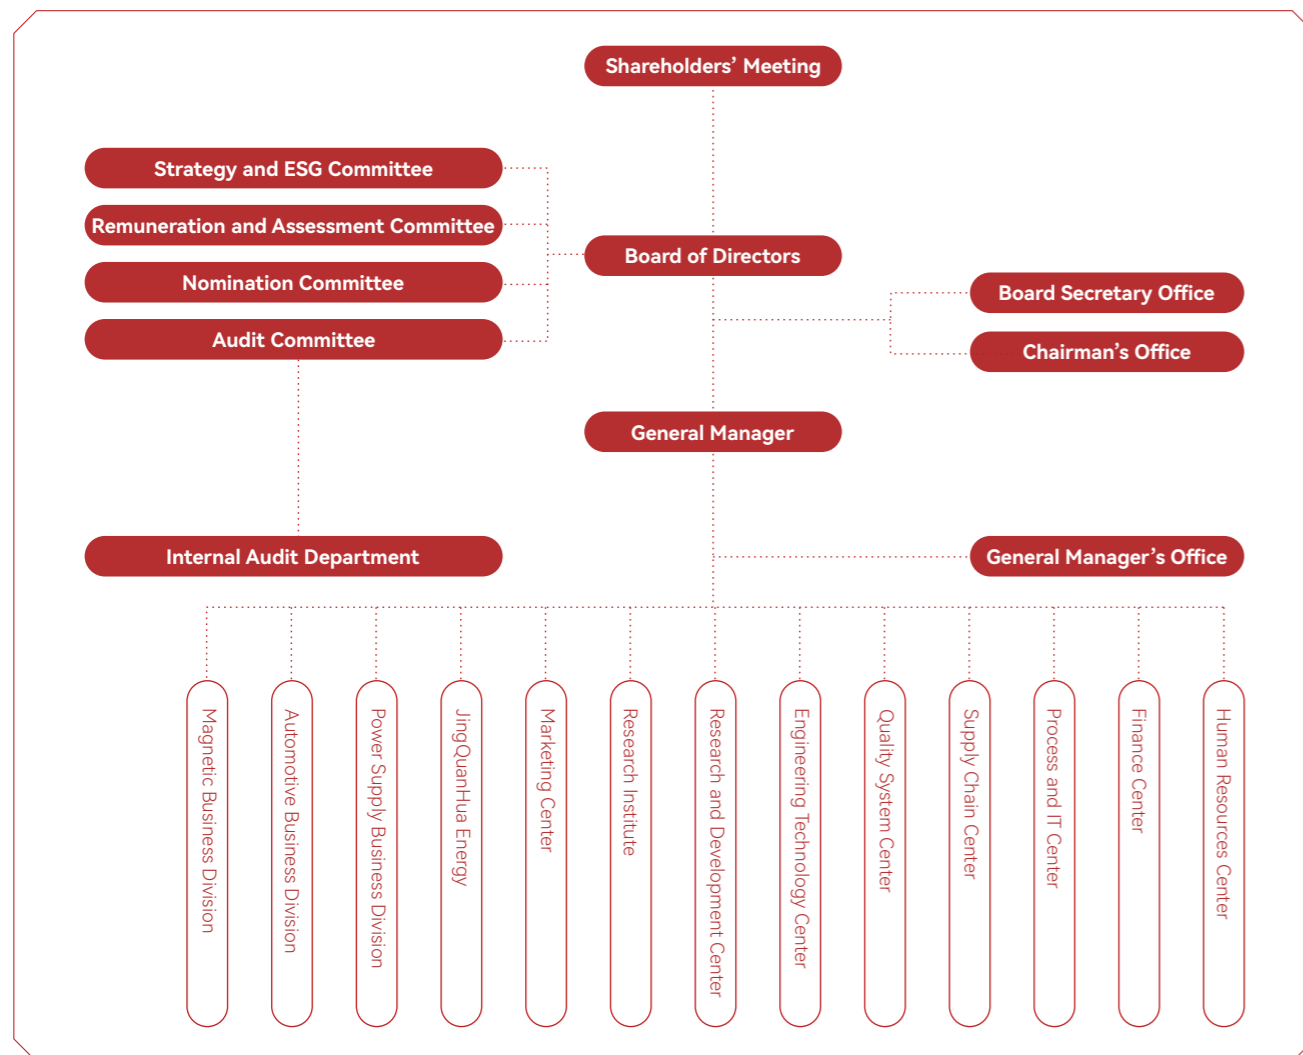 Shareholders’ Meeting
Strategy and ESG Committee
Remuneration and Assessment Committee
Board of Directors
Nomination Committee
Board Secretary Office
Audit Committee
Chairman’s Office
General Manager
Internal Audit Department
General Manager’s Office
Magnetic Business Division
Automotive Business Division
Power Supply Business Division
JingQuanHua Energy
Marketing Center
Research Institute
Research and Development Center
Engineering Technology Center
Quality System Center
Supply Chain Center
Process and IT Center
Finance Center
Human Resources Center